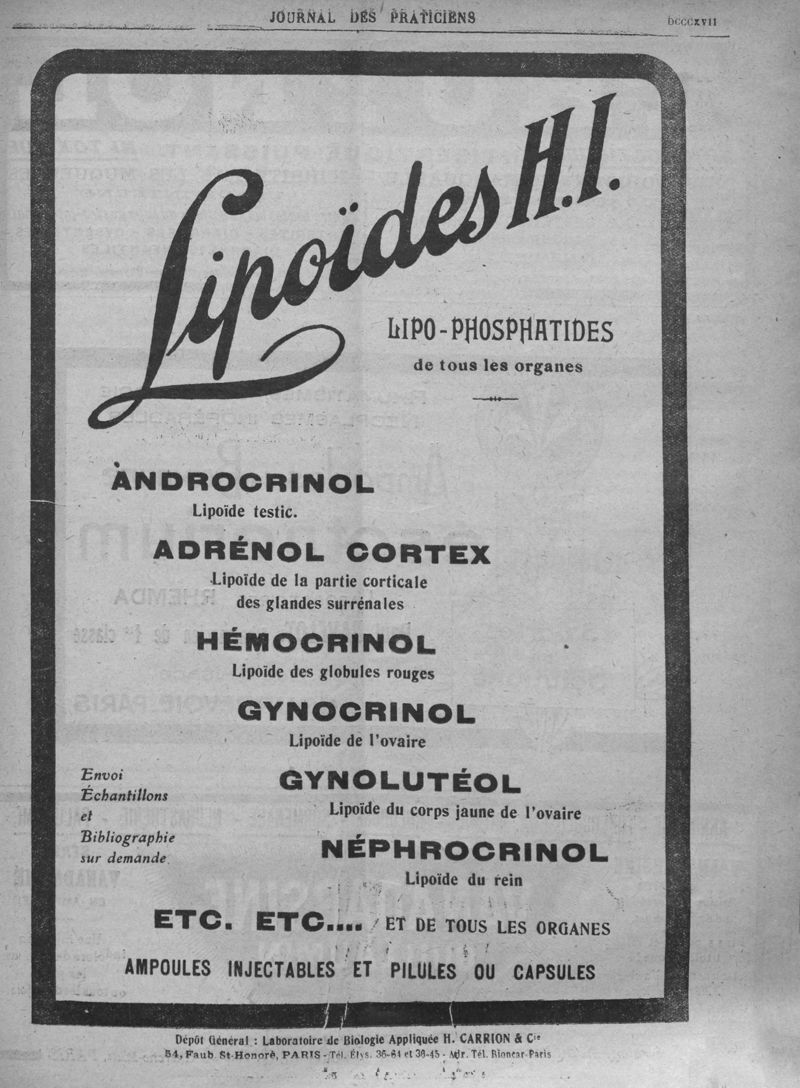 JOURNAL DES PRATICIENS
DCCCXVII
Lipoïdes H.I.
LIPO-PHOSPHATIDES
de tous les organes
ANDROCRINOL
Lipoïde testic.
ADRÉNOL CORTEX
Lipoïde de la partie corticale
des glandes surrénales
HÉMOCRINOL
Lipoïde des globules rouges
GYNOCRINOL
Lipoïde de l'ovaire
GYNOLUTÉOL
Lipoïde du corps jaune de l'ovaire
NÉPHROCRINOL
Lipoïde du rein
Envoi
Échantillons
et
Bibliographie
sur demande
ETC. ETC.... ET DE TOUS LES ORGANES
AMPOULES INJECTABLES ET PILULES OU CAPSULES
Dépôt Général : Laboratoire de Biologie Appliquée H. CARRION & Cie
54, Faub. St-Honoré, PARIS - Tél. Élys. 36-64 et 36-45 - Adr. Tél. Rioncar-Paris